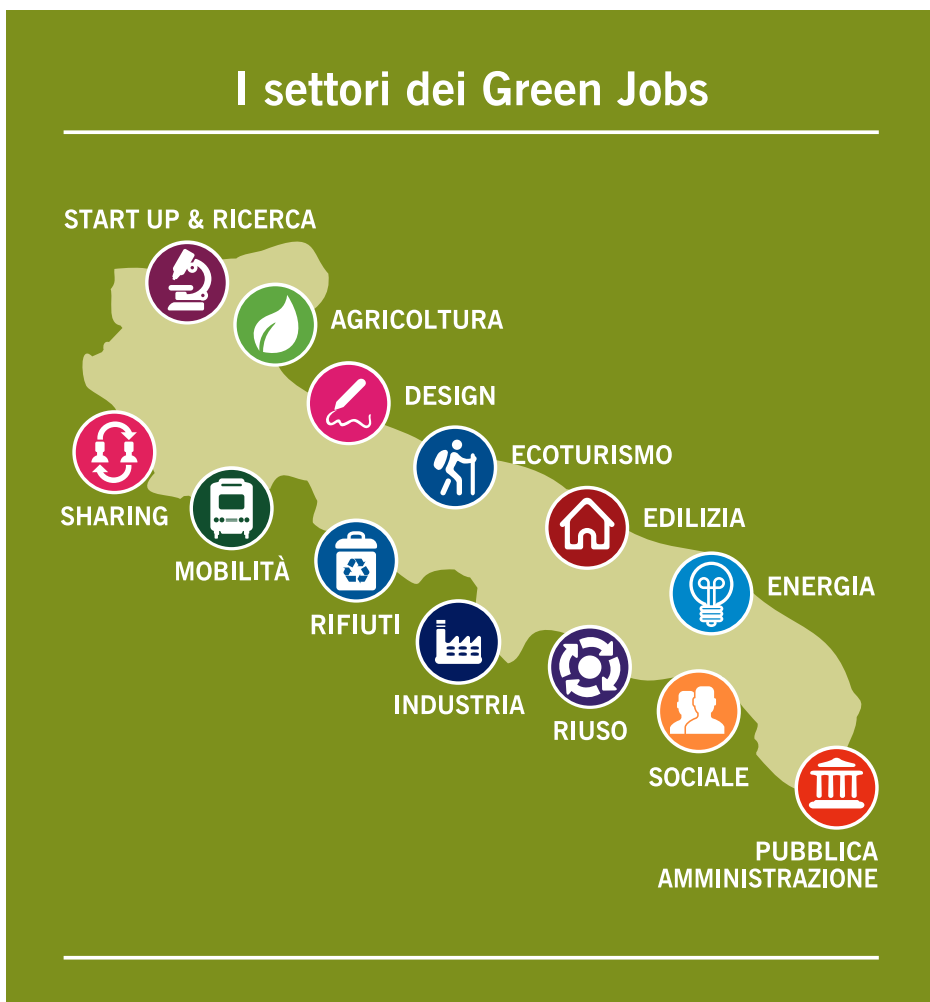 I settori dei Green Jobs
START UP & RICERCA
AGRICOLTURA
DESIGN
ECOTURISMO
SHARING
EDILIZIA
MOBILITÀ
ENERGIA
RIFIUTI
INDUSTRIA
RIUSO
SOCIALE
PUBBLICA
AMMINISTRAZIONE